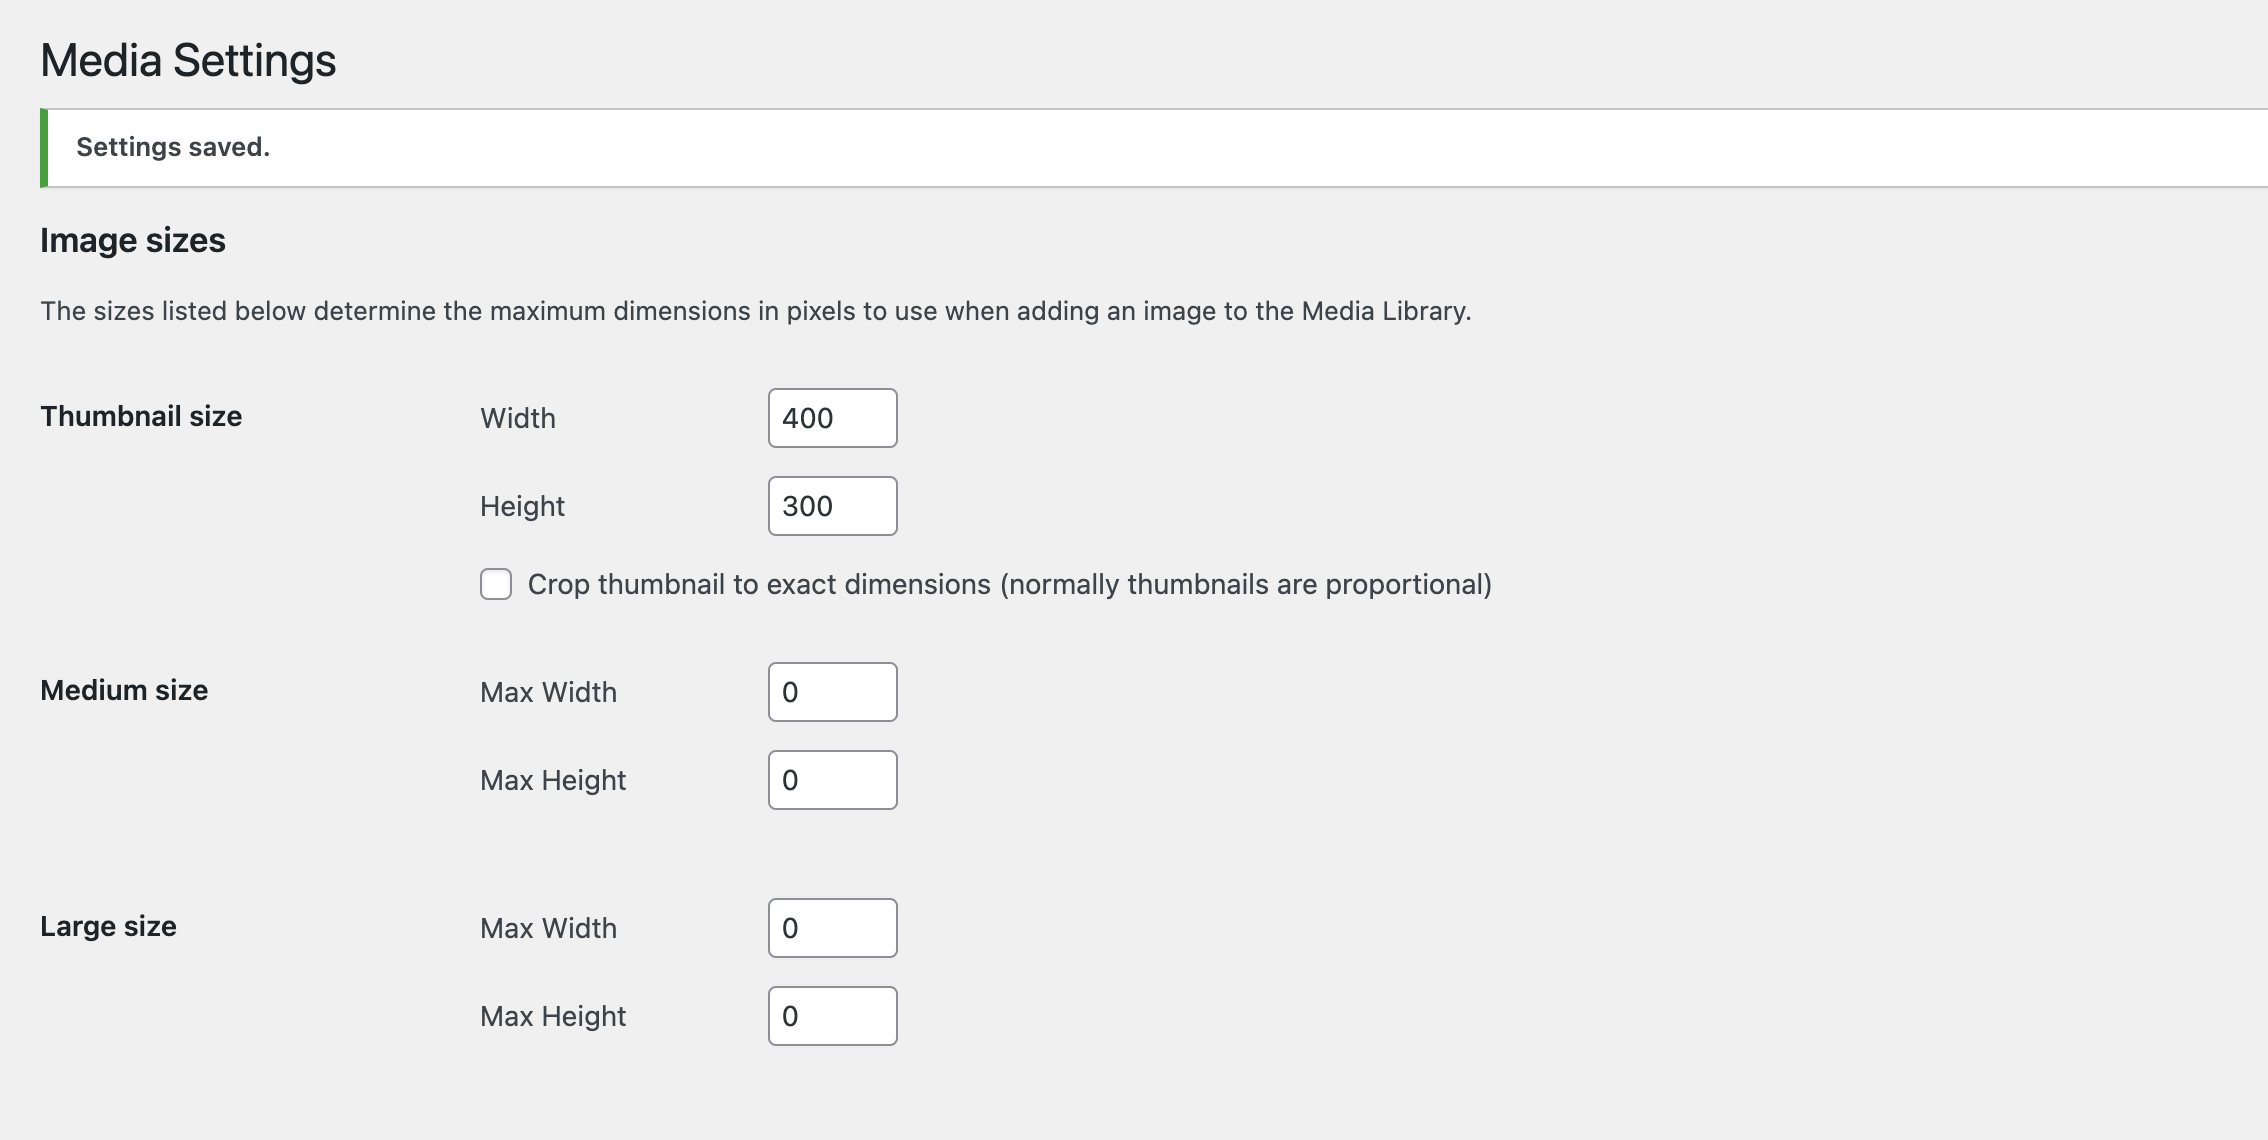 Media Settings
Settings saved.
Image sizes
The sizes listed below determine the maximum dimensions in pixels to use when adding an image to the Media Library.
Thumbnail size
Width 400
Height 300
Crop thumbnail to exact dimensions (normally thumbnails are proportional)
Medium size
Max Width 0
Max Height 0
Large size
Max Width 0
Max Height 0